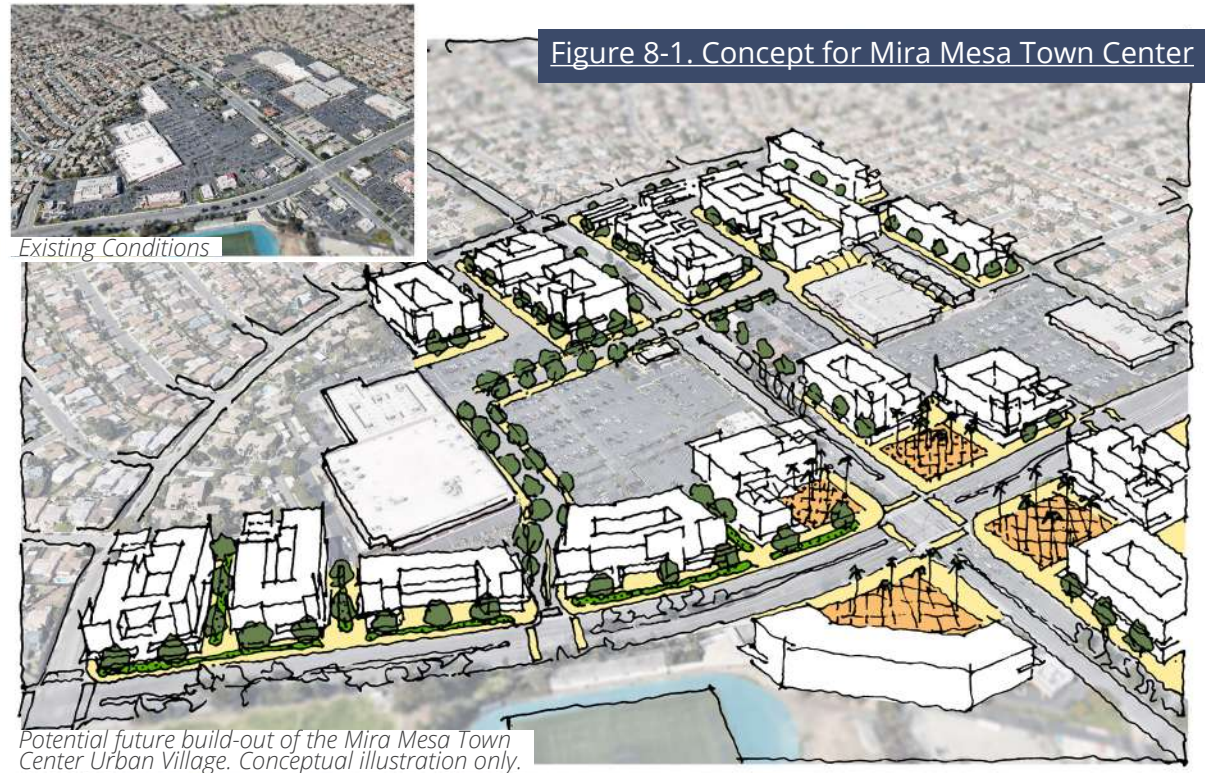 Figure 8-1. Concept for Mira Mesa Town Center
Existing Conditions
Potential future build-out of the Mira Mesa Town
Center Urban Village. Conceptual illustration only.